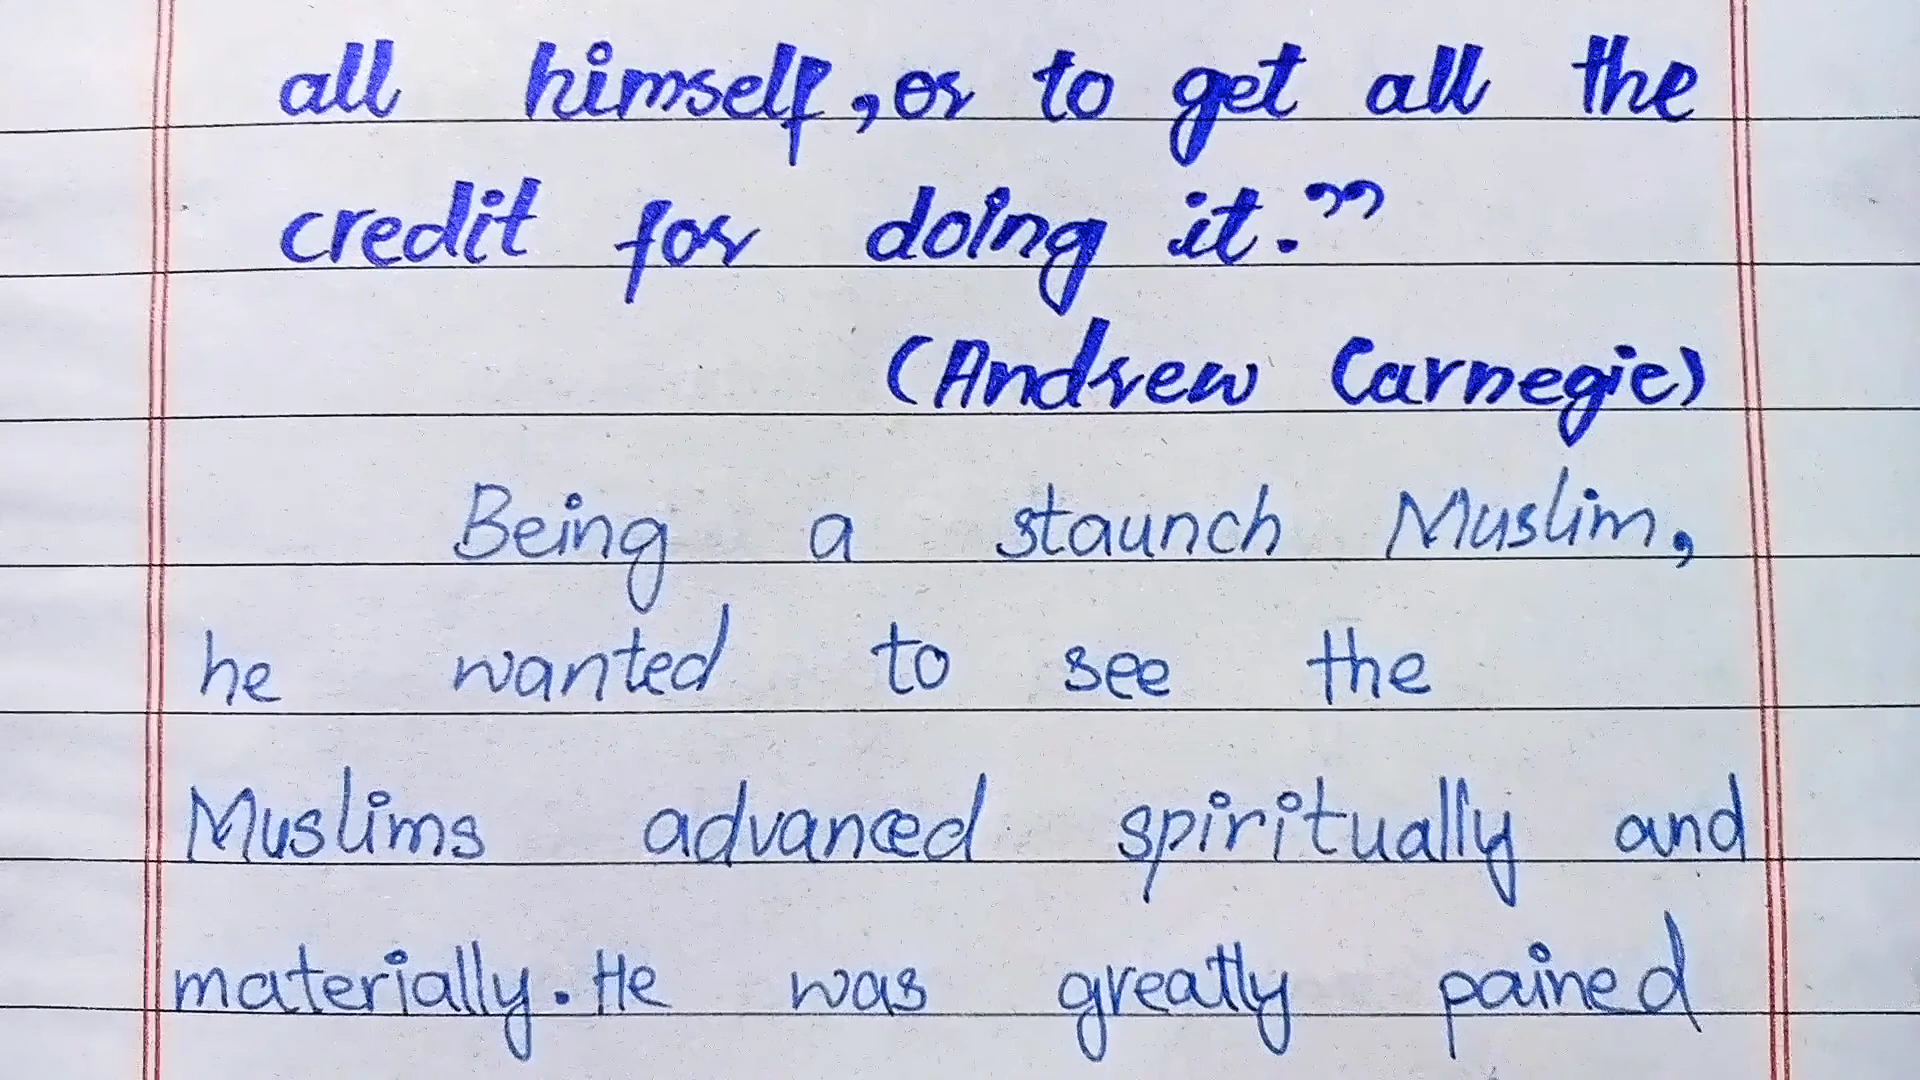 all himself, or to get all the
credit for doing it.”
(Andrew Carnegie)
Being a staunch Muslim,
he wanted to see the
Muslims advanced spiritually and
materially. He was greatly pained